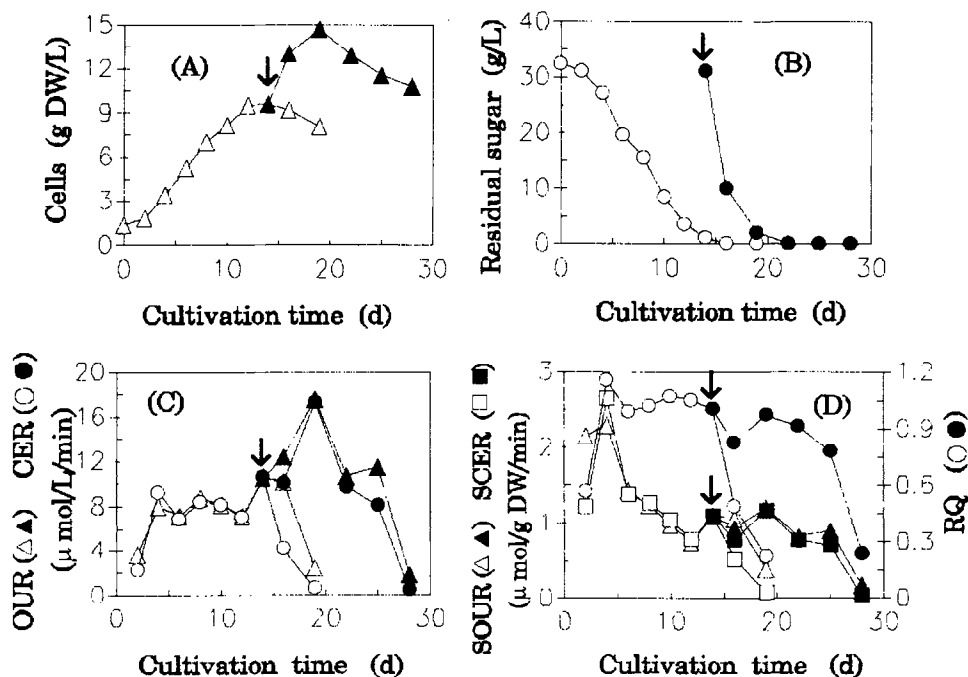 Cells (g DW/L)
15
12
9
6
3
0
(A)
0 10 20 30
Cultivation time (d)
Residual sugar (g/L)
40
30
20
10
0
(B)
0 10 20 30
Cultivation time (d)
OUR (△ ▲) CER (○ ●)
(μ mol/L/min)
20
16
12
8
4
0
(C)
0 10 20 30
Cultivation time (d)
SOUR (△ ▲) SCER (□ ■)
(μ mol/g DW/min)
3
2
1
0
(D)
1.2
0.9
0.6
0.3
0
RQ (○ ●)
0 10 20 30
Cultivation time (d)